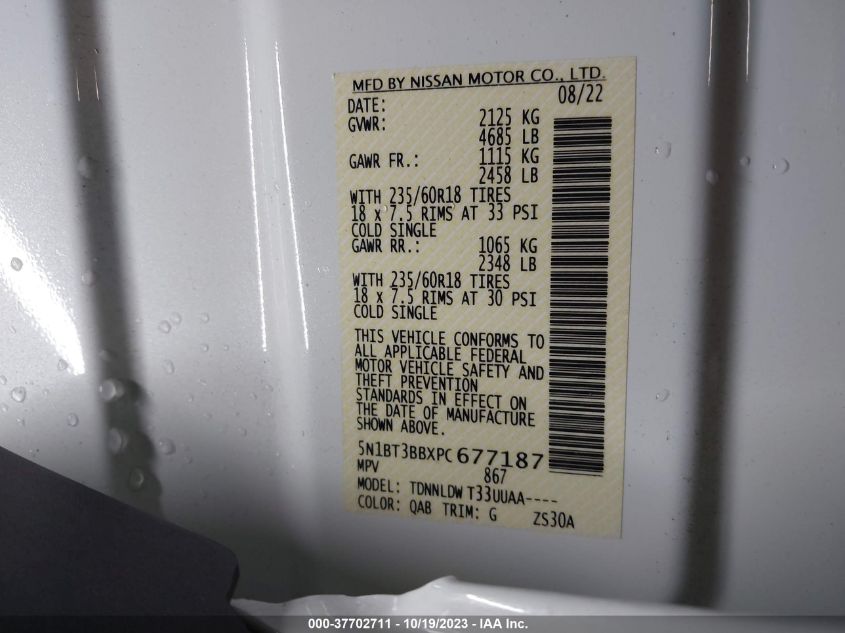 MFD BY NISSAN MOTOR CO., LTD.
DATE: 08/22
GVWR: 2125 KG
4685 LB
GAWR FR.: 1115 KG
2458 LB
WITH 235/60R18 TIRES
18 x 7.5 RIMS AT 33 PSI
COLD SINGLE
GAWR RR.: 1065 KG
2348 LB
WITH 235/60R18 TIRES
18 x 7.5 RIMS AT 30 PSI
COLD SINGLE
THIS VEHICLE CONFORMS TO
ALL APPLICABLE FEDERAL
MOTOR VEHICLE SAFETY AND
THEFT PREVENTION
STANDARDS IN EFFECT ON
THE DATE OF MANUFACTURE
SHOWN ABOVE.
5N1BT3BBXPC677187
MPV 867
MODEL: TDNNLDW T33UUAA----
COLOR: QAB TRIM: G ZS30A
000-37702711 - 10/19/2023 - IAA Inc.